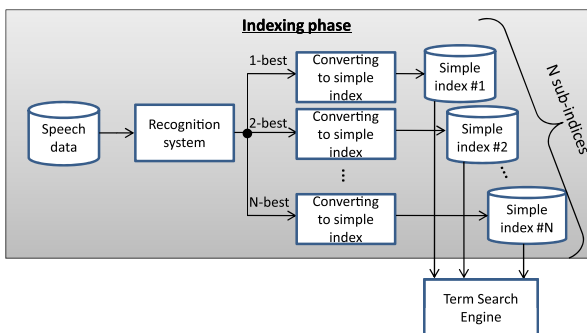 Indexing phase
Speech
data
Recognition
system
1-best
Converting
to simple
index
Simple
index #1
2-best
Converting
to simple
index
Simple
index #2
...
...
N-best
Converting
to simple
index
Simple
index #N
N sub-indices
Term Search
Engine